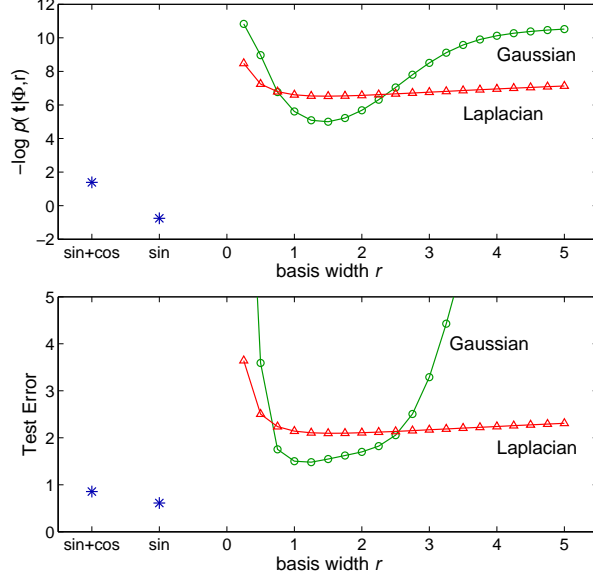 12
10
Gaussian
8
6
Laplacian
4
2
0
−2
−log p( t|Φ,r)
sin+cos sin 0 1 2 3 4 5
basis width r
5
4
Gaussian
3
2
Laplacian
1
0
Test Error
sin+cos sin 0 1 2 3 4 5
basis width r